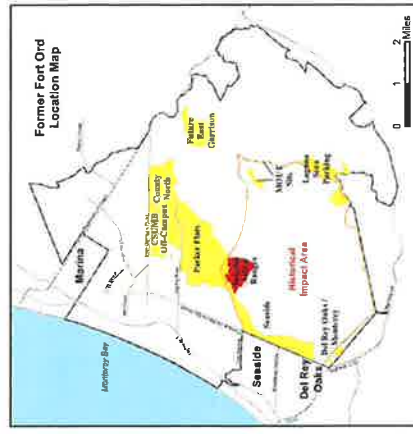 Former Fort Ord
Location Map
Marina
Monterey Bay
CSUMB
Off-Campus
County
North
Future
East
Garrison
Parker Flats
Ranges
Seaside
Seaside
Historical
Impact Area
MOUT
Site
Laguna
Seca
Parking
Del Rey
Oaks
Del Rey Oaks /
Monterey
0 1 2
Miles